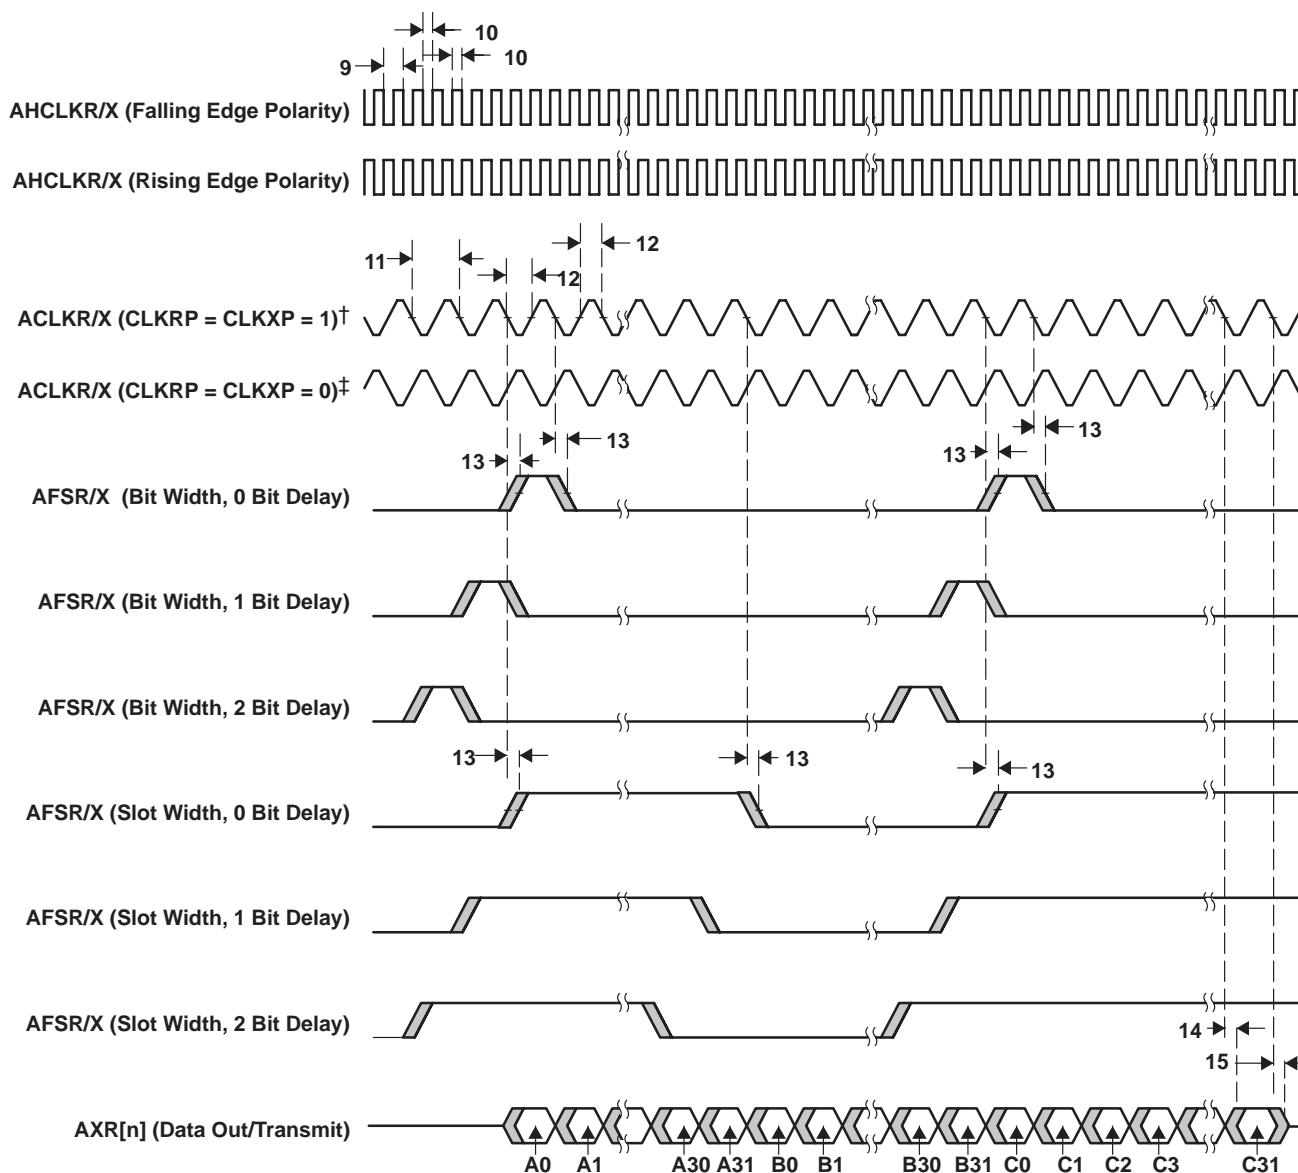 10
10
9
AHCLKR/X (Falling Edge Polarity)
AHCLKR/X (Rising Edge Polarity)
12
11
12
ACLKR/X (CLKRP = CLKXP = 1)†
ACLKR/X (CLKRP = CLKXP = 0)‡
13
13
13
13
AFSR/X (Bit Width, 0 Bit Delay)
AFSR/X (Bit Width, 1 Bit Delay)
AFSR/X (Bit Width, 2 Bit Delay)
13
13
13
AFSR/X (Slot Width, 0 Bit Delay)
AFSR/X (Slot Width, 1 Bit Delay)
AFSR/X (Slot Width, 2 Bit Delay)
14
15
AXR[n] (Data Out/Transmit)
A0 A1 A30 A31 B0 B1 B30 B31 C0 C1 C2 C3 C31